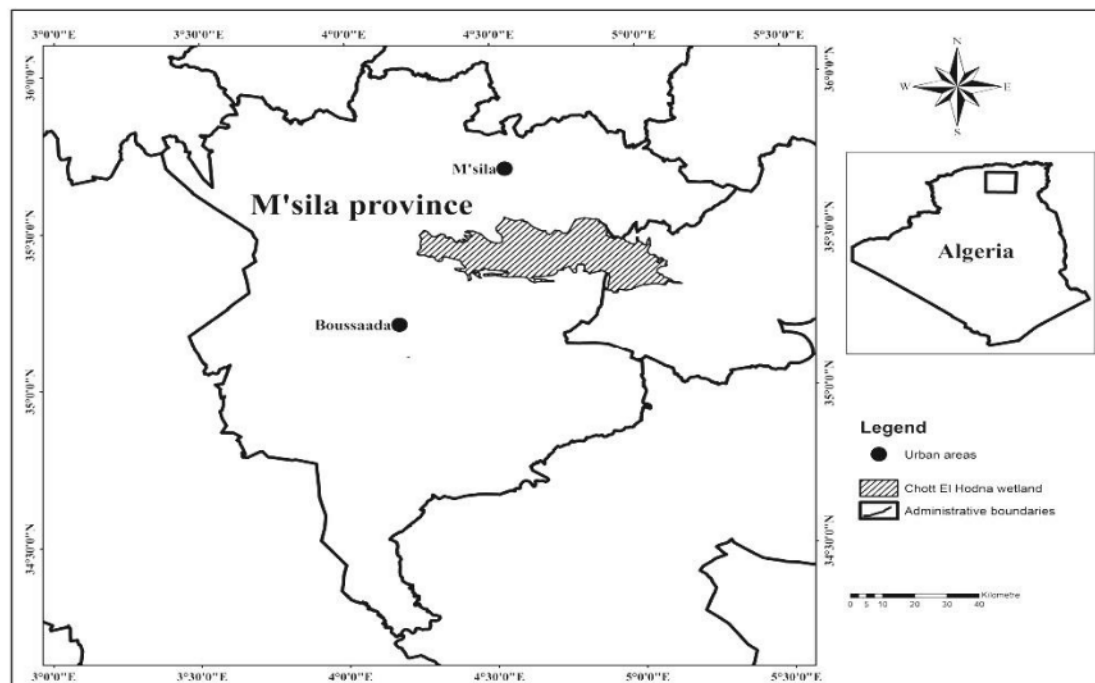 3°0'0"E 3°30'0"E 4°0'0"E 4°30'0"E 5°0'0"E 5°30'0"E
36°0'0"N
35°30'0"N
35°0'0"N
34°30'0"N
M'sila
M'sila province
Boussaada
36°0'0"N
35°30'0"N
35°0'0"N
34°30'0"N
3°0'0"E 3°30'0"E 4°0'0"E 4°30'0"E 5°0'0"E 5°30'0"E
N
W E
S
Algeria
Legend
Urban areas
Chott El Hodna wetland
Administrative boundaries
Kilometre
0 5 10 20 30 40